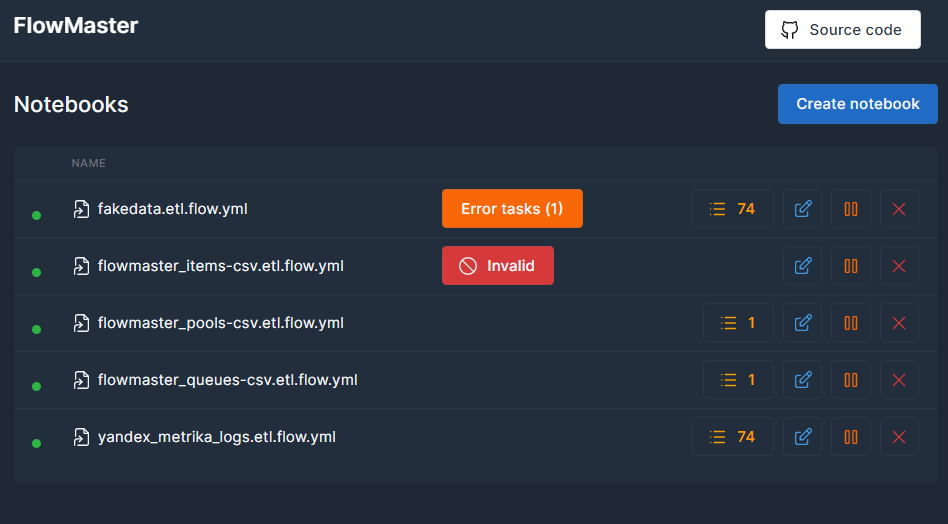 FlowMaster
Source code
Notebooks
Create notebook
NAME
fakedata.etl.flow.yml Error tasks (1) 74
flowmaster_items-csv.etl.flow.yml Invalid
flowmaster_pools-csv.etl.flow.yml 1
flowmaster_queues-csv.etl.flow.yml 1
yandex_metrika_logs.etl.flow.yml 74